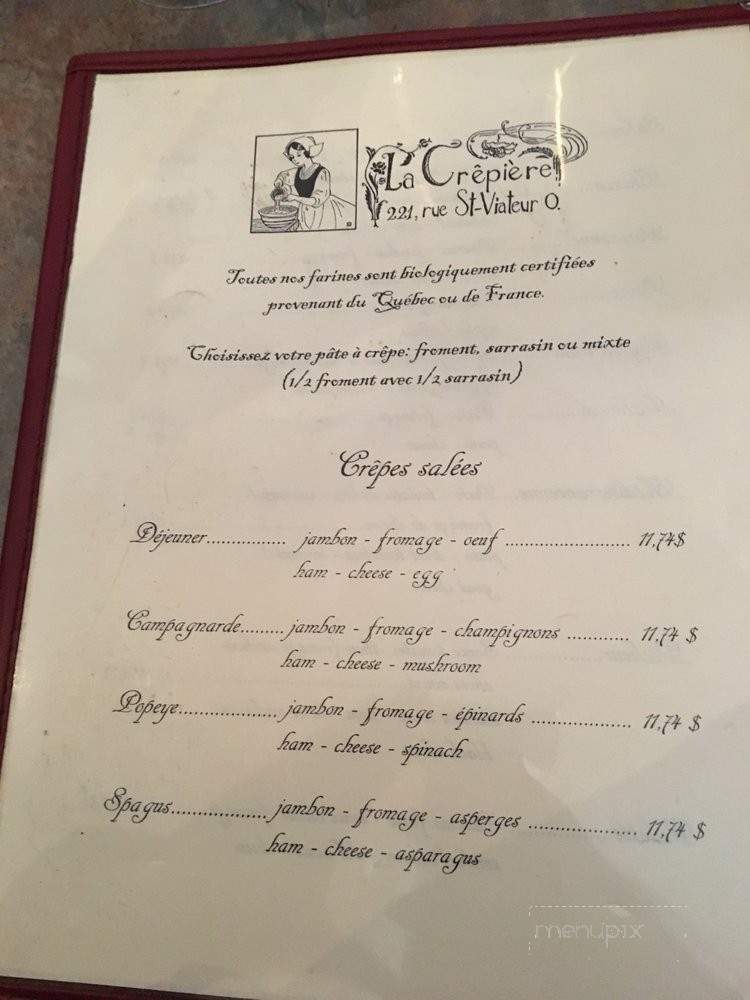 La Crêpière
221, rue St-Viateur O.
Toutes nos farines sont biologiquement certifiées
provenant du Québec ou de France.
Choisissez votre pâte à crêpe: froment, sarrasin ou mixte
(1/2 froment avec 1/2 sarrasin)
Crêpes salées
Déjeuner................ jambon - fromage - oeuf ......................... 11,74$
ham - cheese - egg
Campagnarde.........jambon - fromage - champignons ............ 11,74 $
ham - cheese - mushroom
Popeye................... jambon - fromage - épinards ................... 11,74 $
ham - cheese - spinach
Spagus................... jambon - fromage - asperges ..................... 11,74 $
ham - cheese - asparagus
menupix